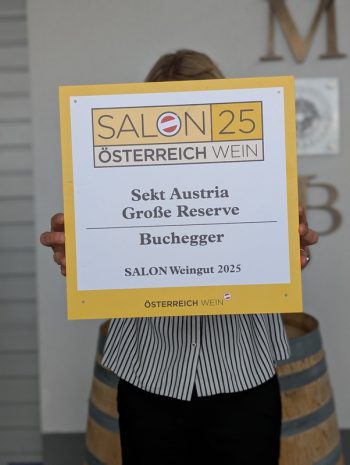 M
SALON 25
ÖSTERREICH WEIN
Sekt Austria
Große Reserve
Buchegger
SALON Weingut 2025
ÖSTERREICH WEIN
B